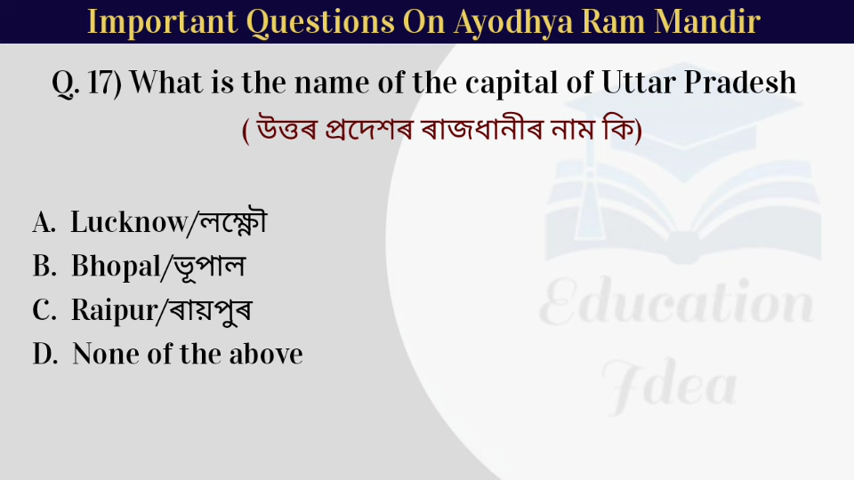 Important Questions On Ayodhya Ram Mandir
Q. 17) What is the name of the capital of Uttar Pradesh
( উত্তৰ প্ৰদেশৰ ৰাজধানীৰ নাম কি)
A. Lucknow/লক্ষ্ণৌ
B. Bhopal/ভূপাল
C. Raipur/ৰায়পুৰ
D. None of the above
Education
Idea